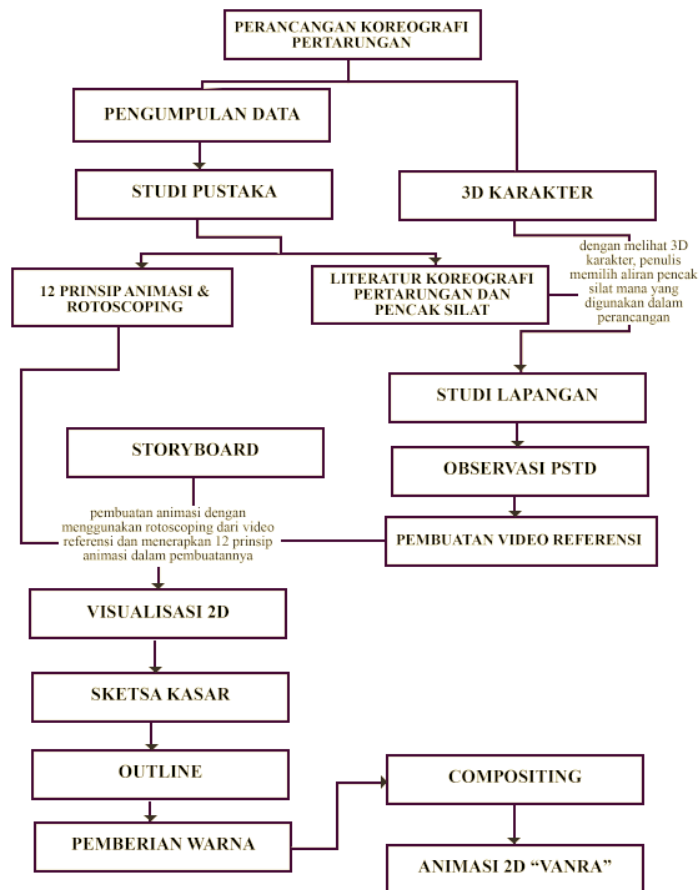 PERANCANGAN KOREOGRAFI
PERTARUNGAN
PENGUMPULAN DATA
STUDI PUSTAKA
3D KARAKTER
dengan melihat 3D
karakter, penulis
memilih aliran pencak
silat mana yang
digunakan dalam
perancangan
12 PRINSIP ANIMASI &
ROTOSCOPING
LITERATUR KOREOGRAFI
PERTARUNGAN DAN
PENCAK SILAT
STUDI LAPANGAN
STORYBOARD
OBSERVASI PSTD
pembuatan animasi dengan
menggunakan rotoscoping dari video
referensi dan menerapkan 12 prinsip
animasi dalam pembuatannya
PEMBUATAN VIDEO REFERENSI
VISUALISASI 2D
SKETSA KASAR
OUTLINE
COMPOSITING
PEMBERIAN WARNA
ANIMASI 2D “VANRA”